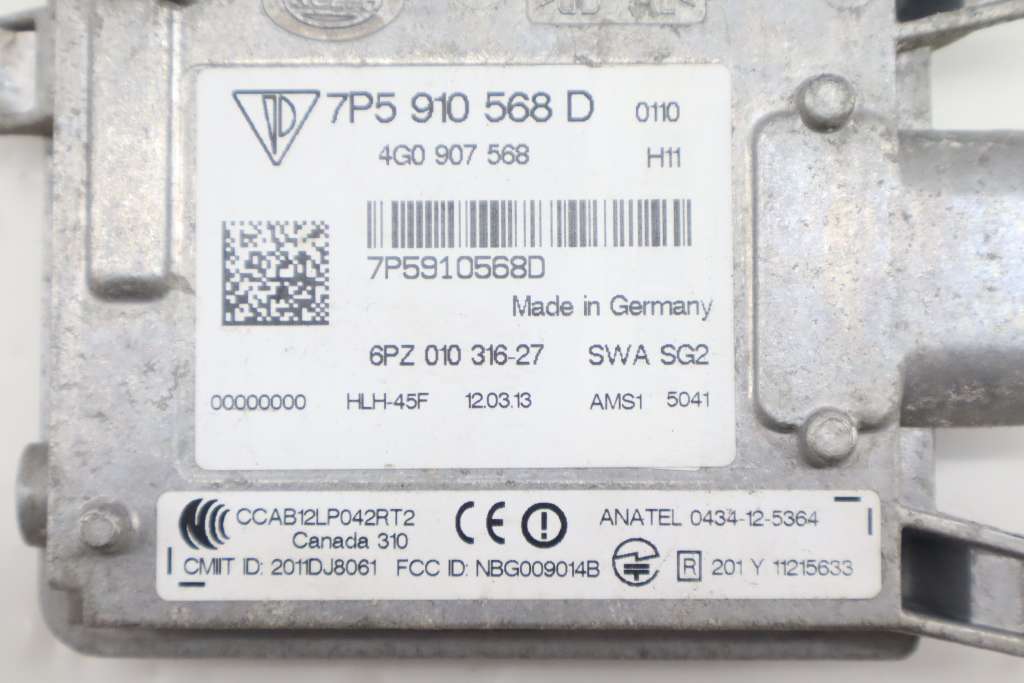 7P5 910 568 D 0110
4G0 907 568 H11
7P5910568D
Made in Germany
6PZ 010 316-27 SWA SG2
00000000 HLH-45F 12.03.13 AMS1 5041
CCAB12LP042RT2 CE ANATEL 0434-12-5364
Canada 310
CMIIT ID: 2011DJ8061 FCC ID: NBG009014B R 201 Y 11215633